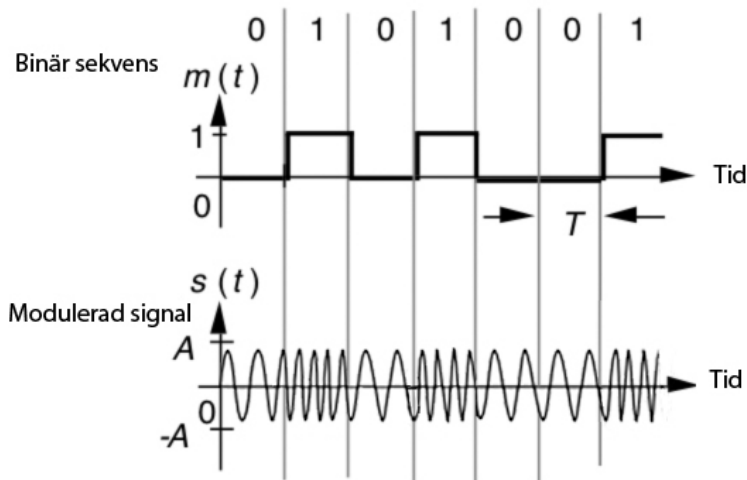 0 1 0 1 0 0 1
Binär sekvens
m(t)
1
Tid
0
T
s(t)
Modulerad signal
A
Tid
0
-A